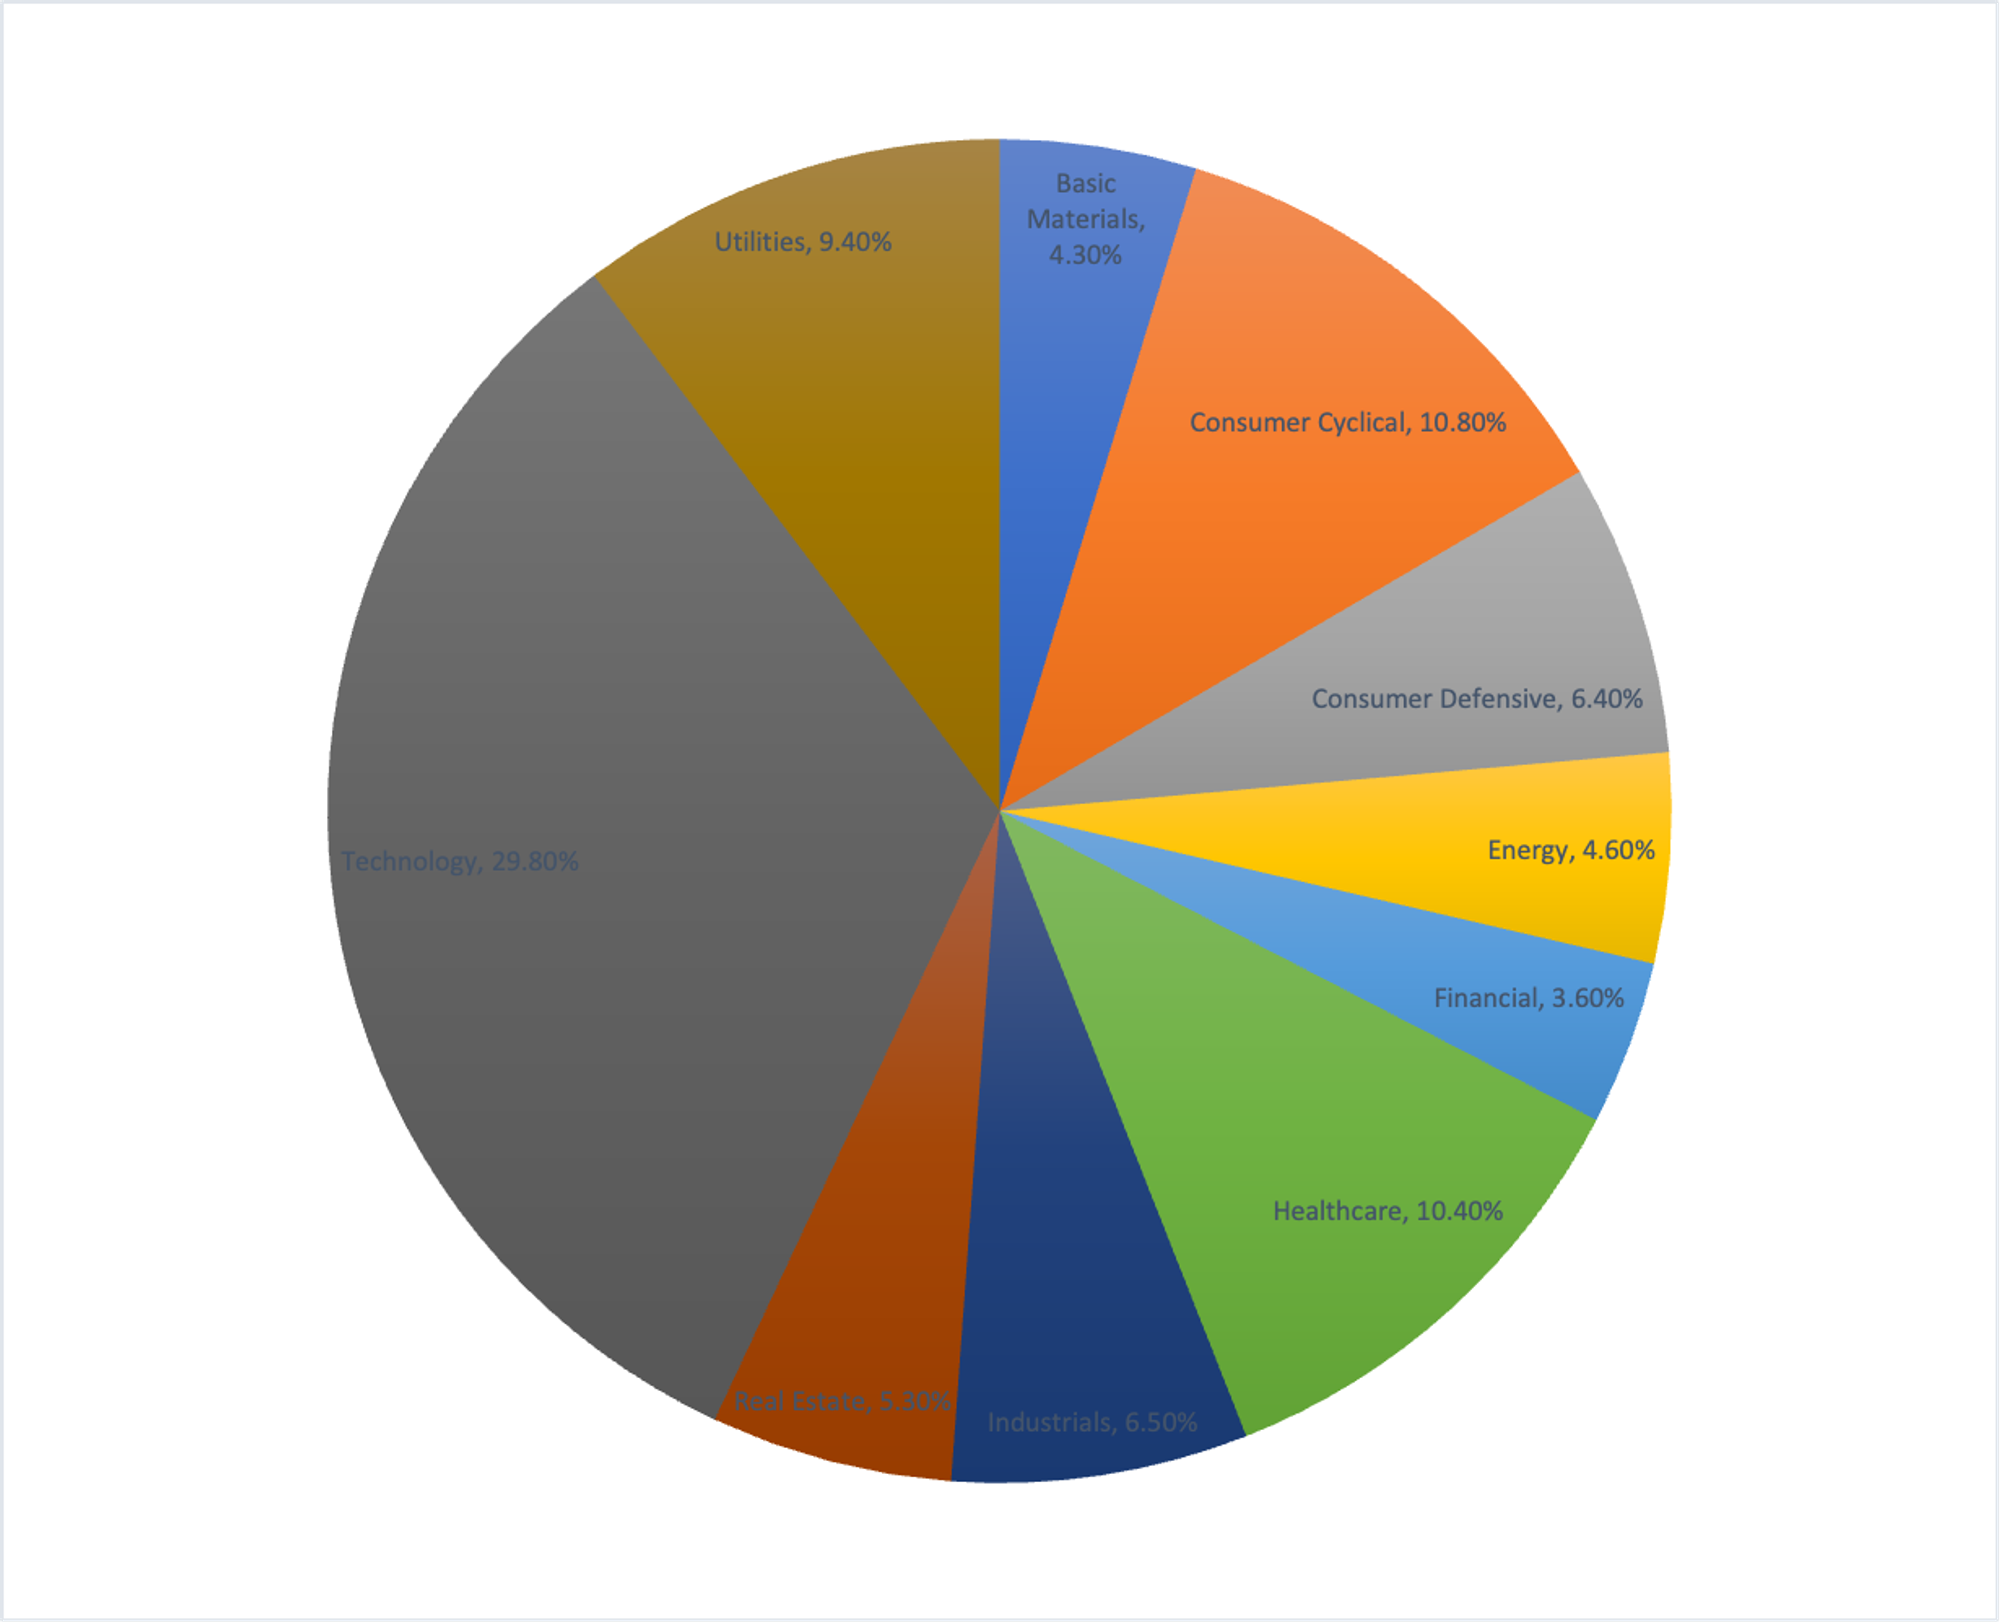 Basic
Materials,
4.30%
Consumer Cyclical, 10.80%
Consumer Defensive, 6.40%
Energy, 4.60%
Financial, 3.60%
Healthcare, 10.40%
Industrials, 6.50%
Real Estate, 5.30%
Technology, 29.80%
Utilities, 9.40%